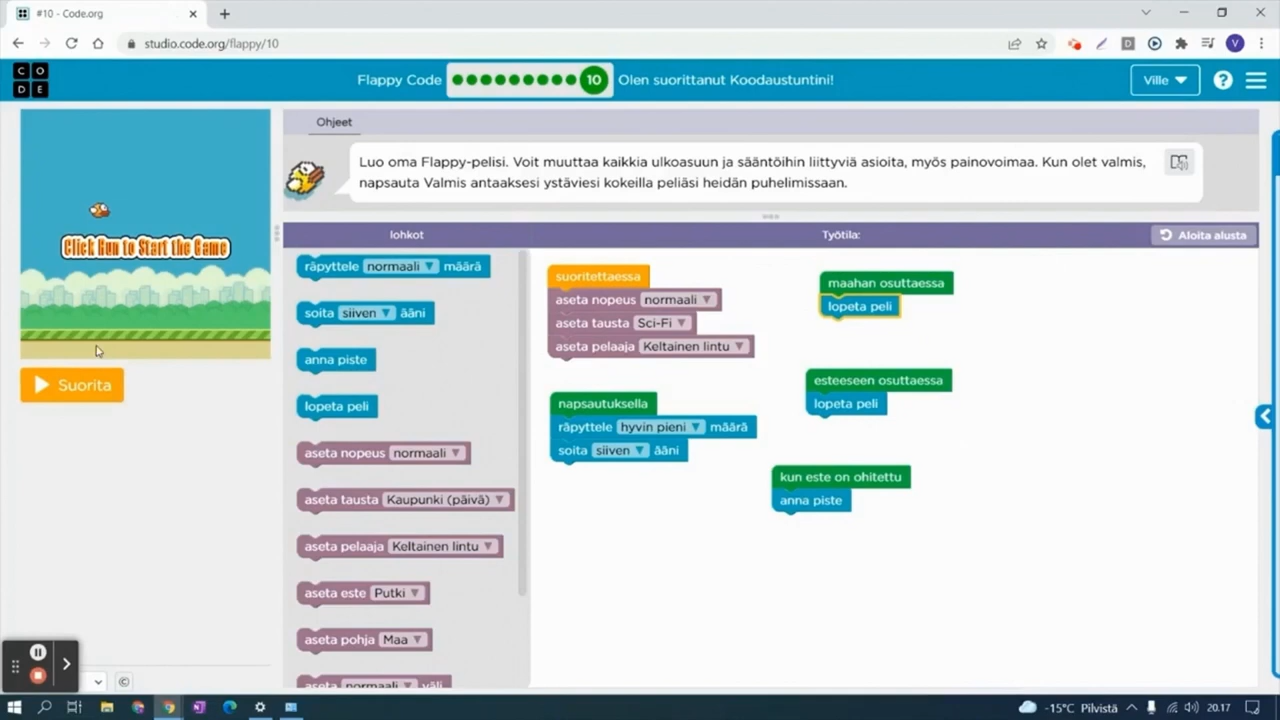 #10 - Code.org
studio.code.org/flappy/10
D
V
C O
D E
Flappy Code
10
Olen suorittanut Koodaustuntini!
Ville
?
Ohjeet
Luo oma Flappy-pelisi. Voit muuttaa kaikkia ulkoasuun ja sääntöihin liittyviä asioita, myös painovoimaa. Kun olet valmis,
napsauta Valmis antaaksesi ystäviesi kokeilla peliäsi heidän puhelimissaan.
Click Run to Start the Game
Suorita
lohkot
Työtila:
Aloita alusta
räpyttele normaali määrä
soita siiven ääni
anna piste
lopeta peli
aseta nopeus normaali
aseta tausta Kaupunki (päivä)
aseta pelaaja Keltainen lintu
aseta este Putki
aseta pohja Maa
aseta normaali väli
suoritettaessa
aseta nopeus normaali
aseta tausta Sci-Fi
aseta pelaaja Keltainen lintu
napsautuksella
räpyttele hyvin pieni määrä
soita siiven ääni
maahan osuttaessa
lopeta peli
esteeseen osuttaessa
lopeta peli
kun este on ohitettu
anna piste
©
-15°C Pilvistä
20.17